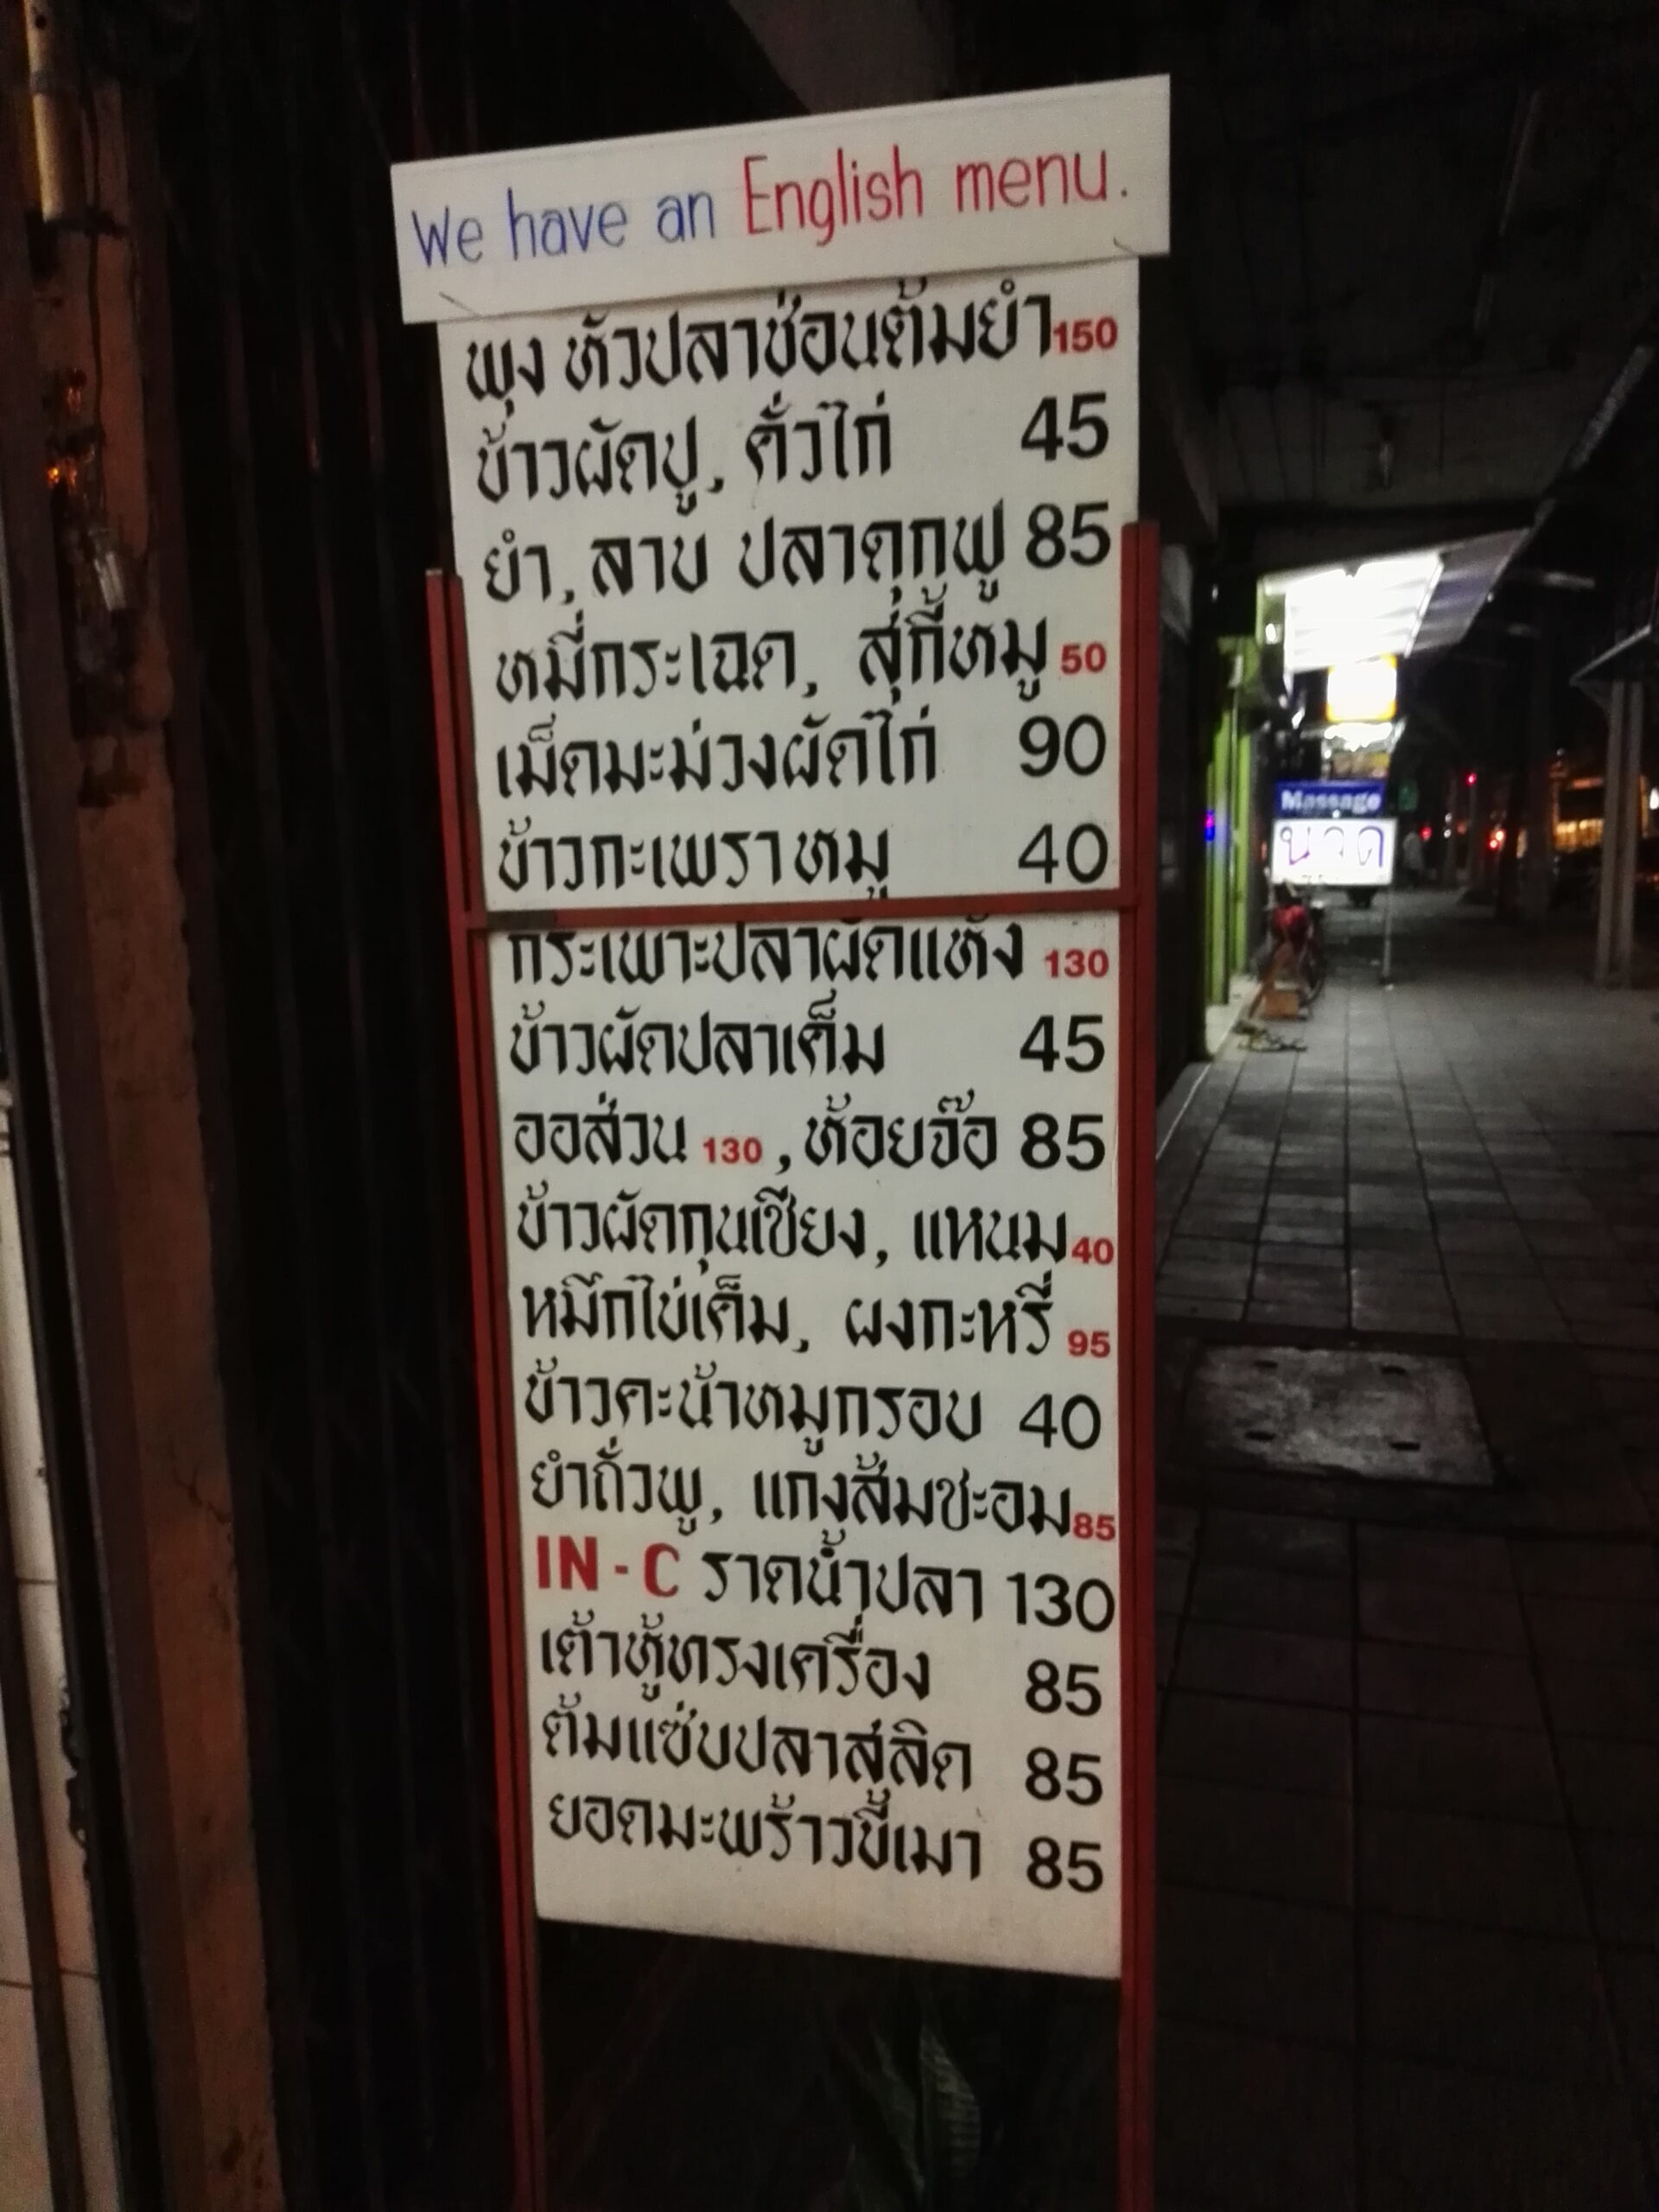 We have an English menu.
พุง หัวปลาช่อนต้มยำ 150
ข้าวผัดปู, คั่วไก่ 45
ยำ, ลาบ ปลาดุกฟู 85
หมี่กระเฉด, สุกี้หมู 50
เม็ดมะม่วงผัดไก่ 90
ข้าวกะเพราหมู 40
กระเพาะปลาผัดแห้ง 130
ข้าวผัดปลาเค็ม 45
ออส่วน 130, ห้อยจ๊อ 85
ข้าวผัดกุนเชียง, แหนม 40
หมึกไข่เค็ม, ผงกะหรี่ 95
ข้าวคะน้าหมูกรอบ 40
ยำถั่วพู, แกงส้มชะอม 85
IN-C ราดน้ำปลา 130
เต้าหู้ทรงเครื่อง 85
ต้มแซ่บปลาสลิด 85
ยอดมะพร้าวขี้เมา 85
Massage
นวด